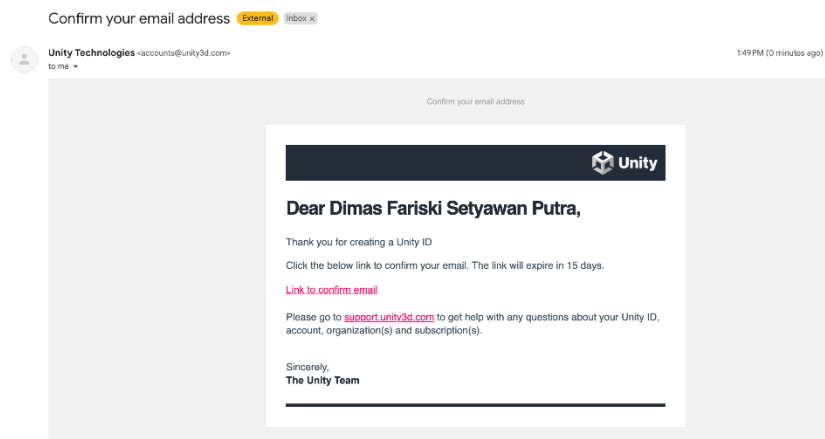 Confirm your email address External Inbox ×
Unity Technologies <accounts@unity3d.com> 1:49 PM (0 minutes ago)
to me
Confirm your email address
Unity
Dear Dimas Fariski Setyawan Putra,
Thank you for creating a Unity ID
Click the below link to confirm your email. The link will expire in 15 days.
Link to confirm email
Please go to support.unity3d.com to get help with any questions about your Unity ID,
account, organization(s) and subscription(s).
Sincerely,
The Unity Team